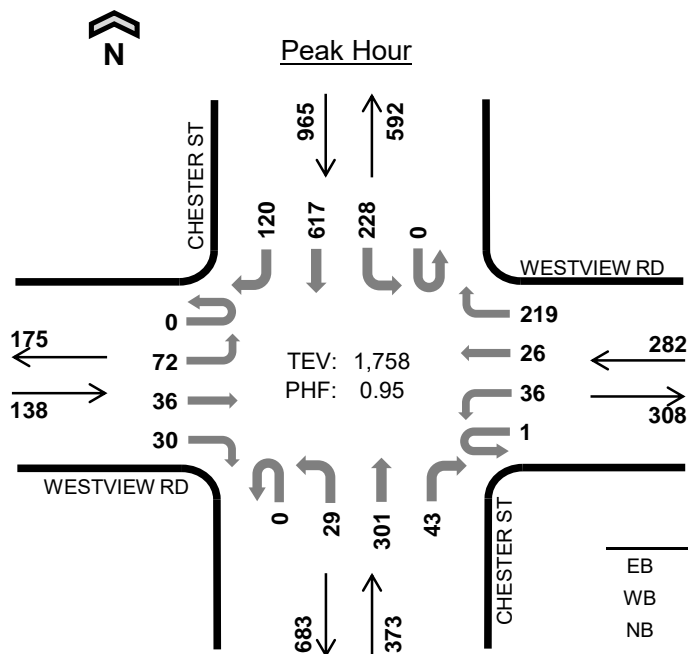 N
Peak Hour
CHESTER ST
965
592
120
617
228
0
WESTVIEW RD
0
219
175
72
TEV: 1,758
26
282
138
36
PHF: 0.95
36
308
30
1
WESTVIEW RD
0
29
301
43
CHESTER ST
683
373
EB
WB
NB